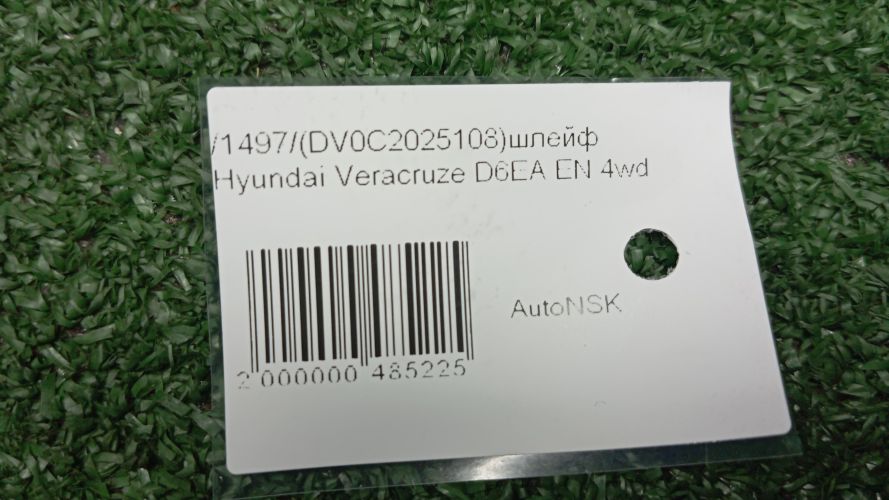 /1497/(DV0C2025108)шлейф
Hyundai Veracruze D6EA EN 4wd
AutoNSK
2 000000 485225